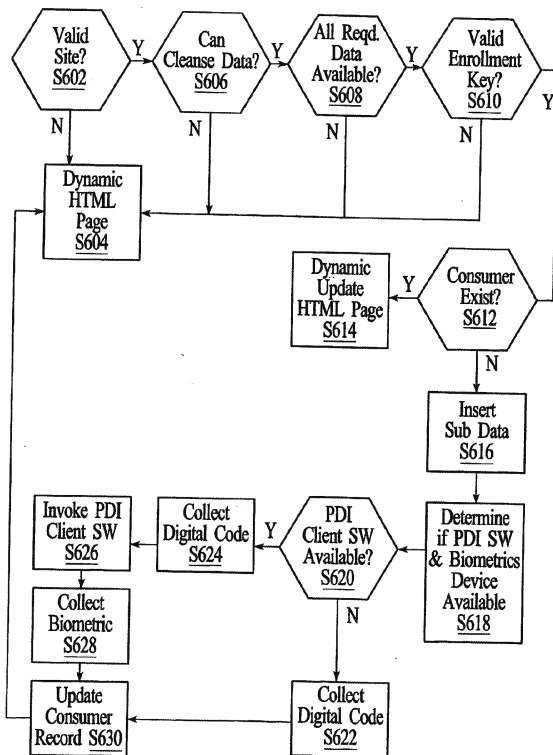 Valid
Site?
S602
Y
N
Can
Cleanse Data?
S606
Y
N
All Reqd.
Data
Available?
S608
Y
N
Valid
Enrollment
Key?
S610
Y
N
Dynamic
HTML
Page
S604
Dynamic
Update
HTML Page
S614
Y
Consumer
Exist?
S612
N
Insert
Sub Data
S616
Invoke PDI
Client SW
S626
Collect
Digital Code
S624
Y
PDI
Client SW
Available?
S620
N
Determine
if PDI SW
& Biometrics
Device
Available
S618
Collect
Biometric
S628
Update
Consumer
Record S630
Collect
Digital Code
S622